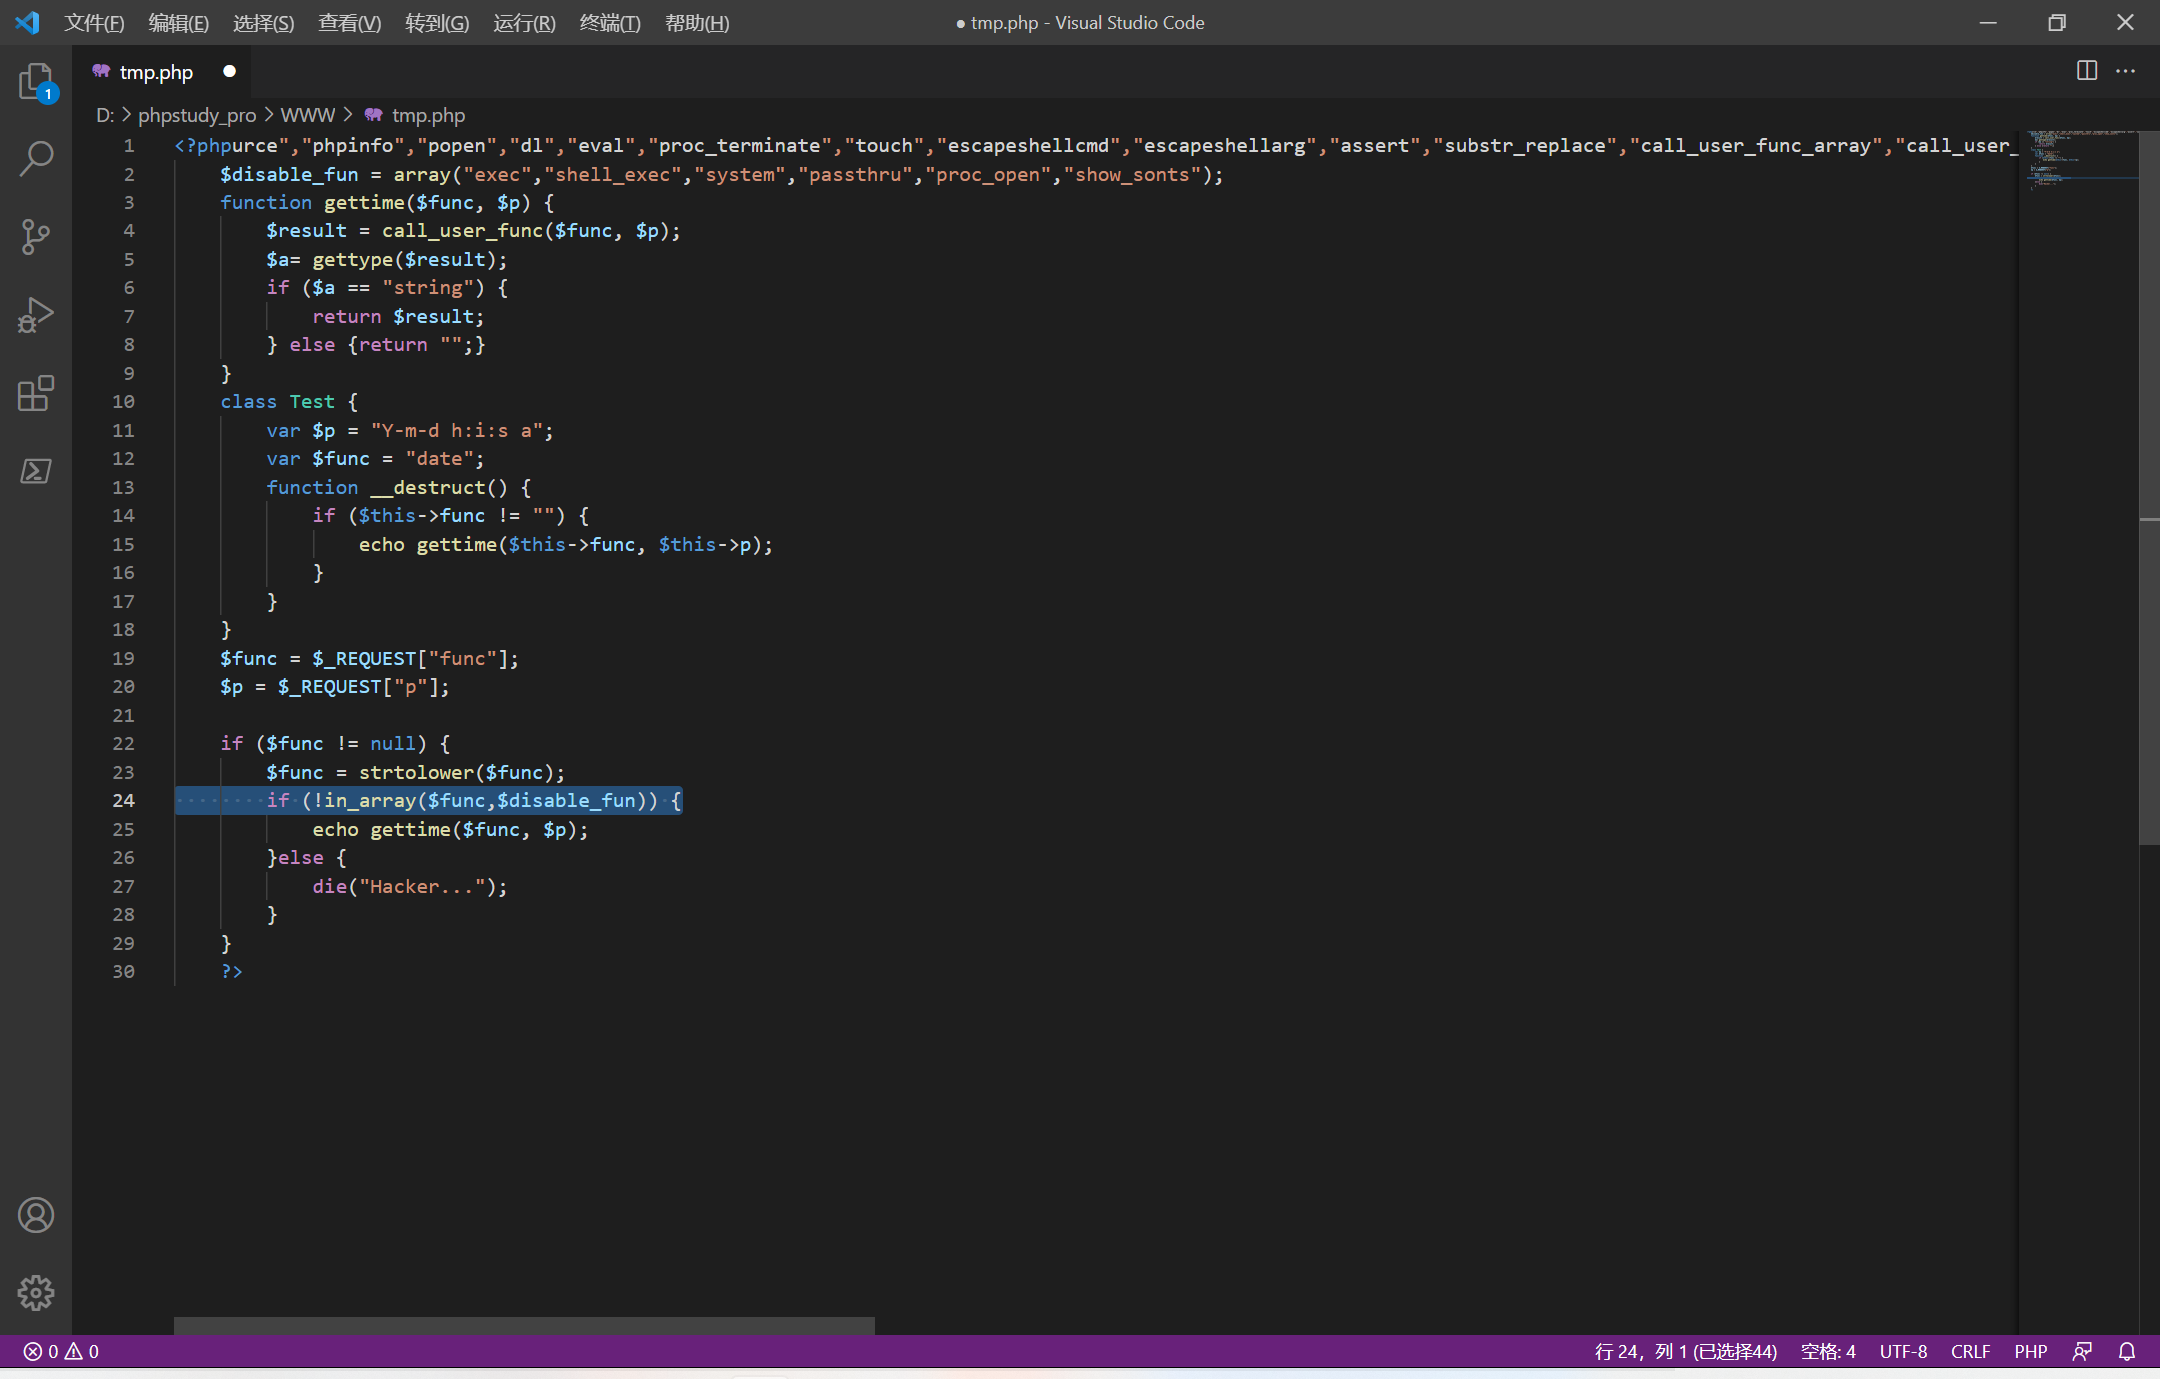 文件(F) 编辑(E) 选择(S) 查看(V) 转到(G) 运行(R) 终端(T) 帮助(H) ● tmp.php - Visual Studio Code
tmp.php ●
1
D: > phpstudy_pro > WWW > tmp.php
1 <?phpurce","phpinfo","popen","dl","eval","proc_terminate","touch","escapeshellcmd","escapeshellarg","assert","substr_replace","call_user_func_array","call_user_
2 $disable_fun = array("exec","shell_exec","system","passthru","proc_open","show_sonts");
3 function gettime($func, $p) {
4 $result = call_user_func($func, $p);
5 $a= gettype($result);
6 if ($a == "string") {
7 return $result;
8 } else {return "";}
9 }
10 class Test {
11 var $p = "Y-m-d h:i:s a";
12 var $func = "date";
13 function __destruct() {
14 if ($this->func != "") {
15 echo gettime($this->func, $this->p);
16 }
17 }
18 }
19 $func = $_REQUEST["func"];
20 $p = $_REQUEST["p"];
21
22 if ($func != null) {
23 $func = strtolower($func);
24 if (!in_array($func,$disable_fun)) {
25 echo gettime($func, $p);
26 }else {
27 die("Hacker...");
28 }
29 }
30 ?>
0 0 行 24，列 1 (已选择44) 空格: 4 UTF-8 CRLF PHP